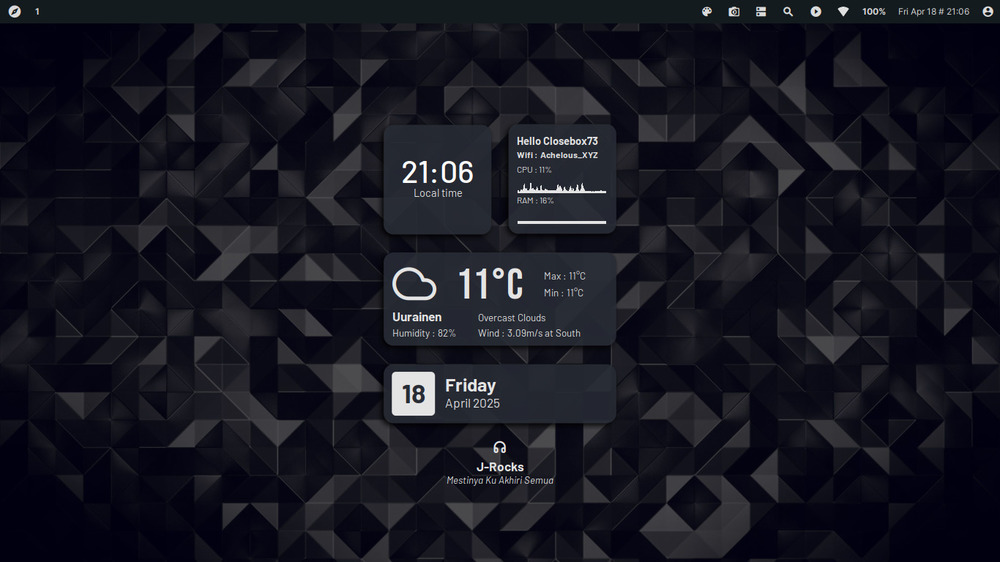 1
100%
Fri Apr 18 # 21:06
21:06
Local time
Hello Closebox73
Wifi : Achelous_XYZ
CPU : 11%
RAM : 16%
11°C
Max : 11°C
Min : 11°C
Uurainen
Overcast Clouds
Humidity : 82%
Wind : 3.09m/s at South
18
Friday
April 2025
J-Rocks
Mestinya Ku Akhiri Semua